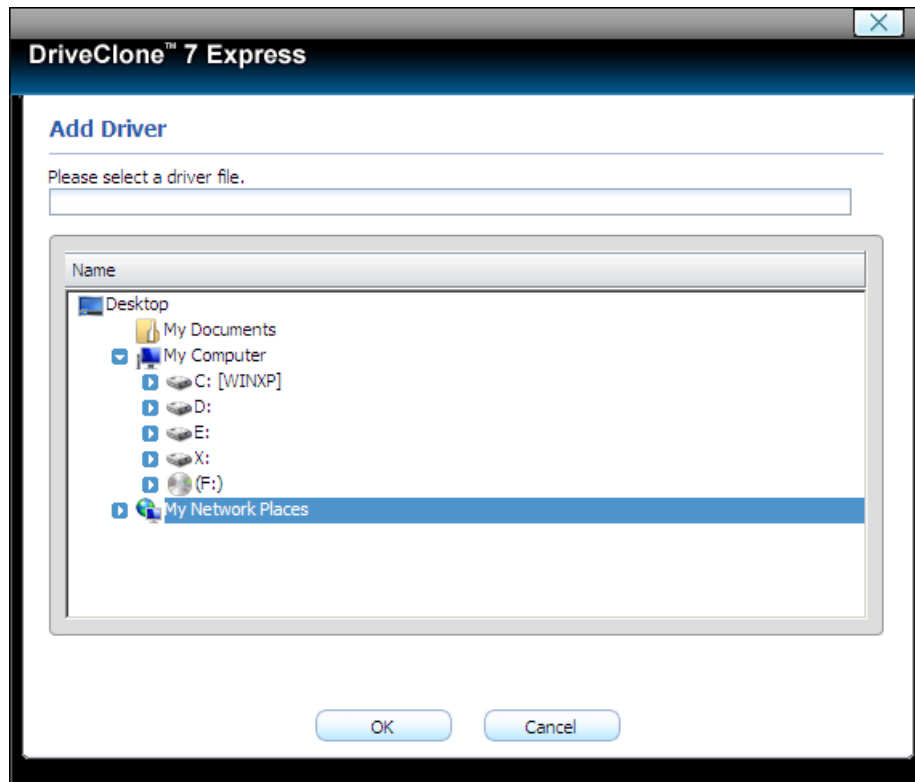 DriveClone™ 7 Express
Add Driver
Please select a driver file.
Name
Desktop
My Documents
My Computer
C: [WINXP]
D:
E:
X:
(F:)
My Network Places
OK
Cancel